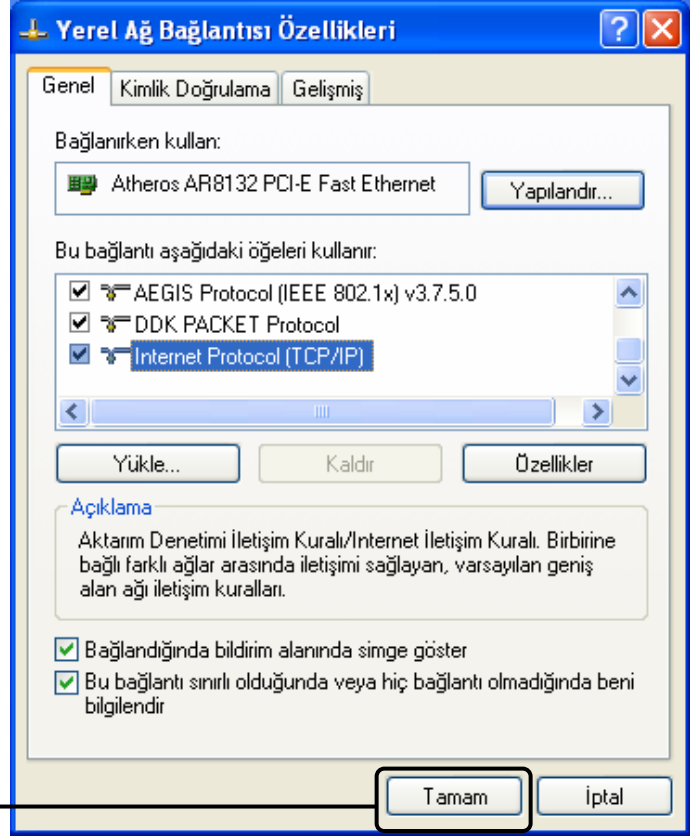 Yerel Ağ Bağlantısı Özellikleri
Genel Kimlik Doğrulama Gelişmiş
Bağlanırken kullan:
Atheros AR8132 PCI-E Fast Ethernet Yapılandır...
Bu bağlantı aşağıdaki öğeleri kullanır:
AEGIS Protocol (IEEE 802.1x) v3.7.5.0
DDK PACKET Protocol
Internet Protocol (TCP/IP)
Yükle... Kaldır Özellikler
Açıklama
Aktarım Denetimi İletişim Kuralı/Internet İletişim Kuralı. Birbirine
bağlı farklı ağlar arasında iletişimi sağlayan, varsayılan geniş
alan ağı iletişim kuralları.
Bağlandığında bildirim alanında simge göster
Bu bağlantı sınırlı olduğunda veya hiç bağlantı olmadığında beni
bilgilendir
Tamam İptal